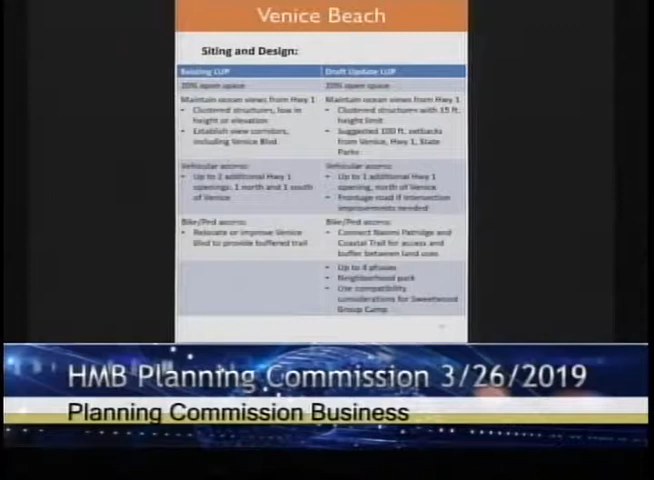 Venice Beach
Siting and Design:
Existing LUP
Draft Update LUP
20% open space
20% open space
Maintain ocean views from Hwy 1
• Clustered structures, low in
height or elevation
• Establish view corridors,
including Venice Blvd
Maintain ocean views from Hwy 1
• Clustered structures with 15 ft.
height limit
• Suggested 100 ft. setbacks
from Venice, Hwy 1, State
Parks
Vehicular access:
• Up to 2 additional Hwy 1
openings, 1 north and 1 south
of Venice
Vehicular access:
• Up to 1 additional Hwy 1
opening, north of Venice
• Frontage road if intersection
improvements needed
Bike/Ped access:
• Relocate or improve Venice
Blvd to provide buffered trail
Bike/Ped access:
• Connect Naomi Patridge and
Coastal Trail for access and
buffer between land uses
• Up to 4 phases
• Neighborhood park
• Use compatibility
considerations for Sweetwood
Group Camp
HMB Planning Commission 3/26/2019
Planning Commission Business